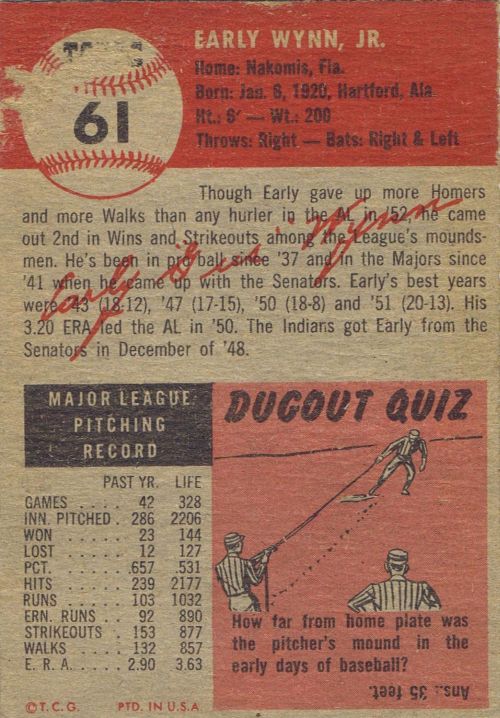 TOPPS
61
EARLY WYNN, JR.
Home: Nakomis, Fla.
Born: Jan. 6, 1920, Hartford, Ala.
Ht.: 6' — Wt.: 200
Throws: Right — Bats: Right & Left
Though Early gave up more Homers
and more Walks than any hurler in the AL in '52, he came
out 2nd in Wins and Strikeouts among the League's mounds-
men. He's been in pro ball since '37 and in the Majors since
'41 when he came up with the Senators. Early's best years
were '43 (18-12), '47 (17-15), '50 (18-8) and '51 (20-13). His
3.20 ERA led the AL in '50. The Indians got Early from the
Senators in December of '48.
Early "Gus" Wynn
MAJOR LEAGUE
PITCHING
RECORD
PAST YR. LIFE
GAMES . . . . 42 328
INN. PITCHED . 286 2206
WON . . . . . 23 144
LOST . . . . . 12 127
PCT. . . . . . .657 .531
HITS . . . . . 239 2177
RUNS . . . . . 103 1032
ERN. RUNS . . 92 890
STRIKEOUTS . 153 877
WALKS . . . . 132 857
E. R. A. . . . . 2.90 3.63
©T.C.G. PTD. IN U.S.A
DUGOUT QUIZ
How far from home plate was
the pitcher's mound in the
early days of baseball?
Ans.: 35 feet.